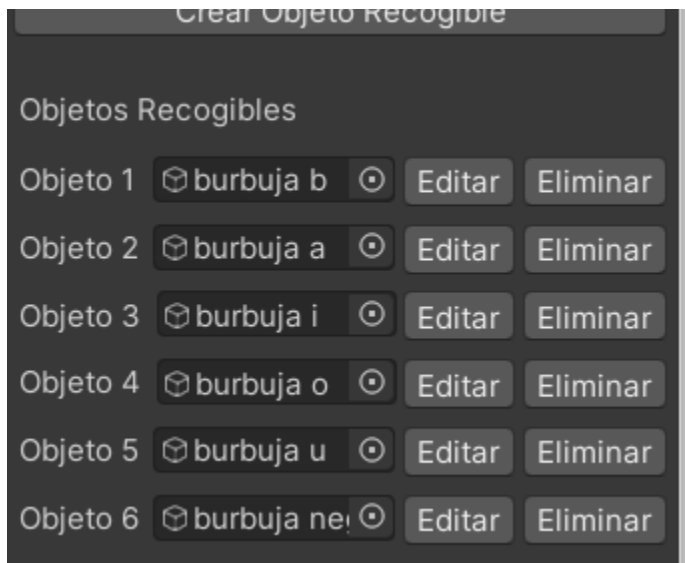 Crear Objeto Recogible
Objetos Recogibles
Objeto 1 burbuja b Editar Eliminar
Objeto 2 burbuja a Editar Eliminar
Objeto 3 burbuja i Editar Eliminar
Objeto 4 burbuja o Editar Eliminar
Objeto 5 burbuja u Editar Eliminar
Objeto 6 burbuja ne Editar Eliminar